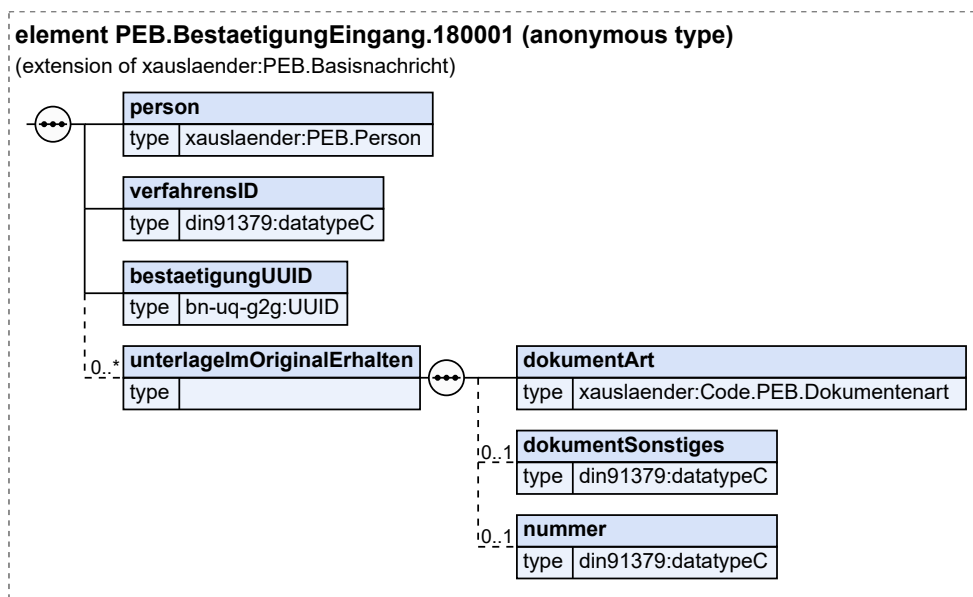 element PEB.BestaetigungEingang.180001 (anonymous type)
(extension of xauslaender:PEB.Basisnachricht)
person
type xauslaender:PEB.Person
verfahrensID
type din91379:datatypeC
bestaetigungUUID
type bn-uq-g2g:UUID
0..* unterlageImOriginalErhalten
type
dokumentArt
type xauslaender:Code.PEB.Dokumentenart
0..1 dokumentSonstiges
type din91379:datatypeC
0..1 nummer
type din91379:datatypeC